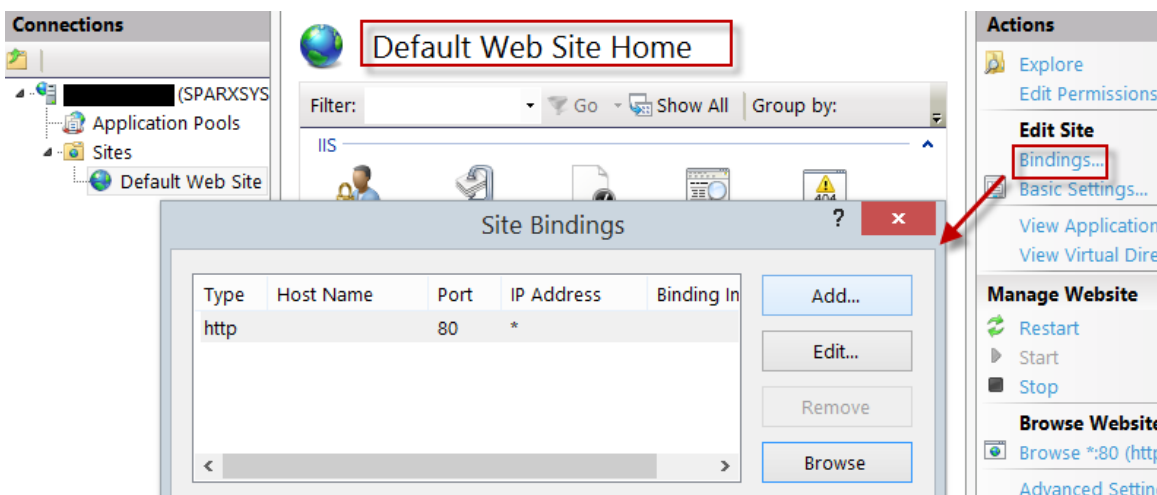 Connections
(SPARXSYS
Application Pools
Sites
Default Web Site
Default Web Site Home
Filter:
Go
Show All
Group by:
IIS
404
Actions
Explore
Edit Permissions
Edit Site
Bindings...
Basic Settings...
View Application
View Virtual Dire
Manage Website
Restart
Start
Stop
Browse Website
Browse *:80 (http
Advanced Setting
Site Bindings
?
x
Type Host Name Port IP Address Binding In
http 80 *
Add...
Edit...
Remove
Browse